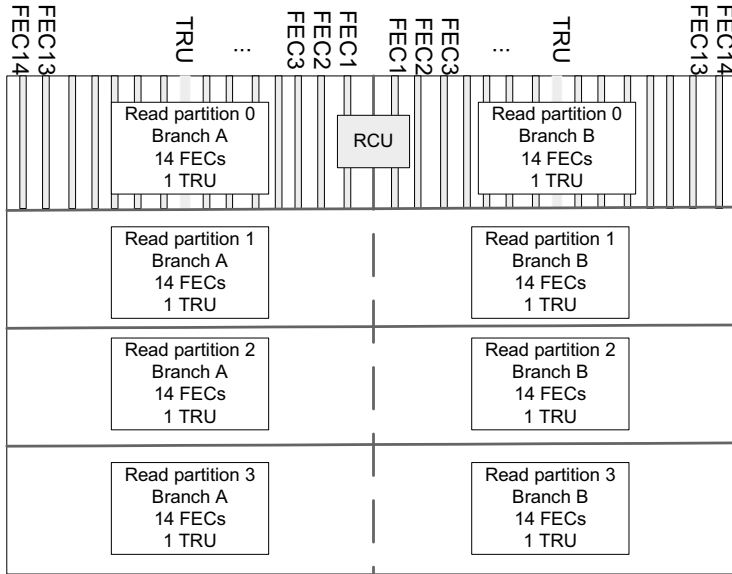 FEC14
FEC13
TRU
...
FEC3
FEC2
FEC1
FEC1
FEC2
FEC3
...
TRU
FEC13
FEC14
Read partition 0
Branch A
14 FECs
1 TRU
RCU
Read partition 0
Branch B
14 FECs
1 TRU
Read partition 1
Branch A
14 FECs
1 TRU
Read partition 1
Branch B
14 FECs
1 TRU
Read partition 2
Branch A
14 FECs
1 TRU
Read partition 2
Branch B
14 FECs
1 TRU
Read partition 3
Branch A
14 FECs
1 TRU
Read partition 3
Branch B
14 FECs
1 TRU